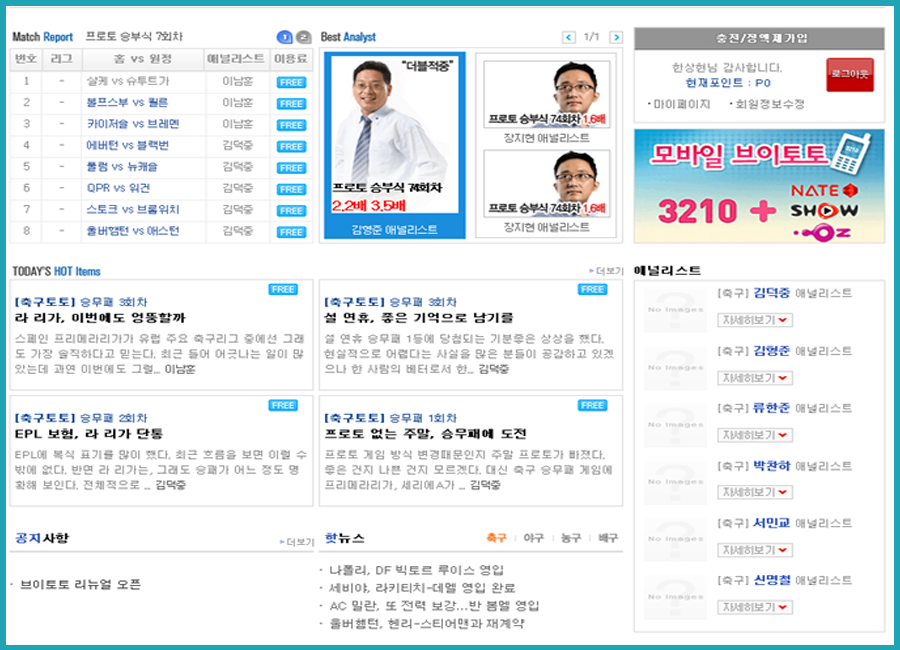 Match Report 프로토 승부식 7회차 1 2
번호 리그 홈 vs 원정 애널리스트 이용료
1 - 살케 vs 슈투트가 이남훈 FREE
2 - 볼프스부 vs 쾰른 이남훈 FREE
3 - 카이저슬 vs 브레멘 이남훈 FREE
4 - 에버턴 vs 블랙번 김덕중 FREE
5 - 풀럼 vs 뉴캐슬 김덕중 FREE
6 - QPR vs 위건 김덕중 FREE
7 - 스토크 vs 브롬위치 김덕중 FREE
8 - 울버햄턴 vs 애스턴 김덕중 FREE
Best Analyst 1/1
"더블적중"
프로토 승부식 74회차
2.2배 3.5배
김형준 애널리스트
프로토 승부식 74회차 1.6배
장지현 애널리스트
프로토 승부식 74회차 1.6배
장지현 애널리스트
충전/정액제가입
한상현님 감사합니다.
현재포인트 : P0
로그아웃
·마이페이지 ·회원정보수정
모바일 브이토토
3210 + NATE
SHOW
OZ
TODAY'S HOT Items
더보기
FREE
[축구토토] 승무패 3회차
라 리가, 이번에도 엉뚱할까
스페인 프리메라리가가 유럽 주요 축구리그 중에선 그래
도 가장 솔직하다고 믿는다. 최근 들어 어긋나는 일이 많
았는데 과연 이번에도 그럴... 이남훈
FREE
[축구토토] 승무패 3회차
설 연휴, 좋은 기억으로 남기를
설 연휴 승무패 1등에 당첨되는 기분좋은 상상을 했다.
현실적으로 어렵다는 사실을 많은 분들이 공감하고 있겠
으나 한 사람의 베터로서 한... 김덕중
FREE
[축구토토] 승무패 2회차
EPL 보험, 라 리가 단통
EPL에 복식 표기를 많이 했다. 최근 흐름을 보면 이럴 수
밖에 없다. 반면 라 리가는, 그래도 승패가 어느 정도 명
확해 보인다. 전체적으로 ... 김덕중
FREE
[축구토토] 승무패 1회차
프로토 없는 주말, 승무패에 도전
프로토 게임 방식 변경때문인지 주말 프로토가 빠졌다.
좋은 건지 나쁜 건지 모르겠다. 대신 축구 승무패 게임에
프리메라리가, 세리에A가 ... 김덕중
애널리스트
No Images
[축구] 김덕중 애널리스트
자세히보기
No Images
[축구] 김형준 애널리스트
자세히보기
No Images
[축구] 류한준 애널리스트
자세히보기
No Images
[축구] 박찬하 애널리스트
자세히보기
No Images
[축구] 서민교 애널리스트
자세히보기
No Images
[축구] 신명철 애널리스트
자세히보기
공지사항 더보기
· 브이토토 리뉴얼 오픈
핫뉴스 축구 야구 농구 배구
· 나폴리, DF 빅토르 루이스 영입
· 세비야, 라키티치-데멜 영입 완료
· AC 밀란, 또 전력 보강...반 봄멜 영입
· 울버햄턴, 헨리-스티어맨과 재계약